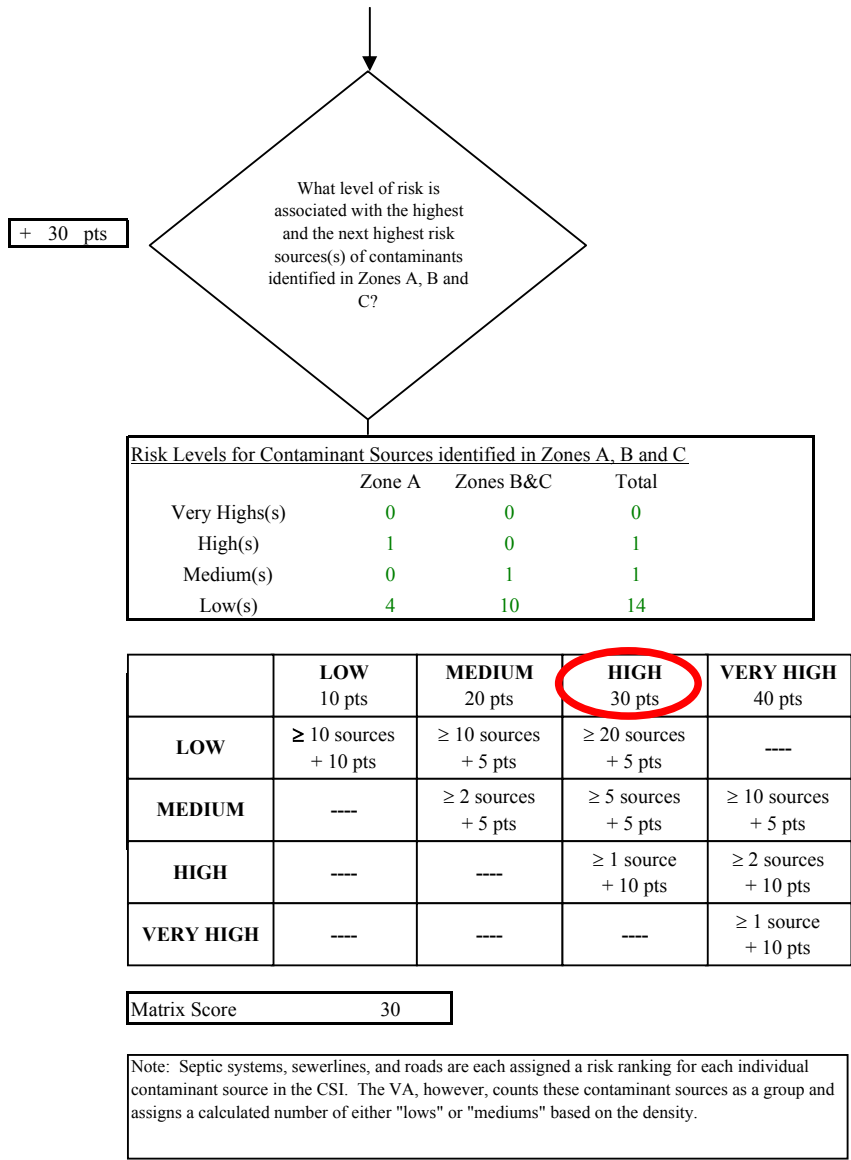 What level of risk is
associated with the highest
and the next highest risk
sources(s) of contaminants
identified in Zones A, B and
C?
+ 30 pts
Risk Levels for Contaminant Sources identified in Zones A, B and C
Zone A Zones B&C Total
Very Highs(s) 0 0 0
High(s) 1 0 1
Medium(s) 0 1 1
Low(s) 4 10 14
LOW MEDIUM HIGH VERY HIGH
10 pts 20 pts 30 pts 40 pts
LOW ≥ 10 sources ≥ 10 sources ≥ 20 sources ----
+ 10 pts + 5 pts + 5 pts
MEDIUM ---- ≥ 2 sources ≥ 5 sources ≥ 10 sources
+ 5 pts + 5 pts + 5 pts
HIGH ---- ---- ≥ 1 source ≥ 2 sources
+ 10 pts + 10 pts
VERY HIGH ---- ---- ---- ≥ 1 source
+ 10 pts
Matrix Score 30
Note: Septic systems, sewerlines, and roads are each assigned a risk ranking for each individual
contaminant source in the CSI. The VA, however, counts these contaminant sources as a group and
assigns a calculated number of either "lows" or "mediums" based on the density.